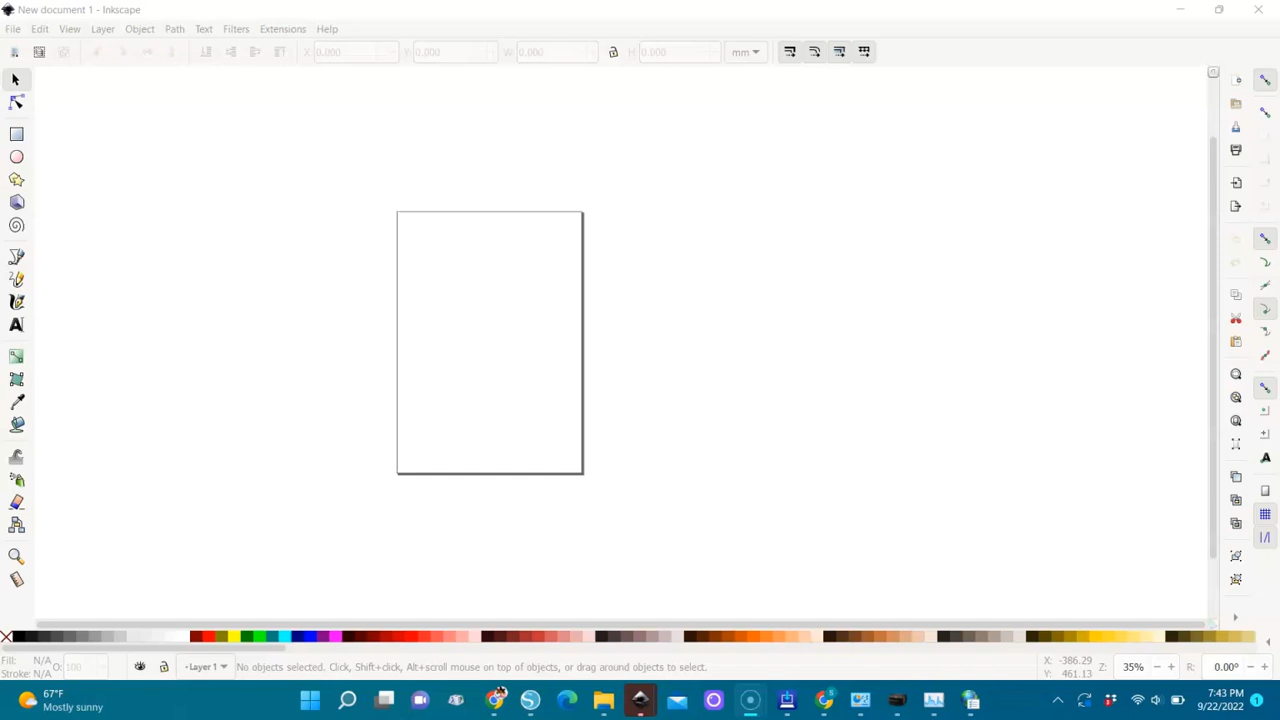 New document 1 - Inkscape
File Edit View Layer Object Path Text Filters Extensions Help
X: 0.000 Y: 0.000 W: 0.000 H: 0.000 mm
Fill: N/A O: 100 Layer 1 No objects selected. Click, Shift+click, Alt+scroll mouse on top of objects, or drag around objects to select. X: -386.29 Z: 35% R: 0.00°
Stroke: N/A Y: 461.13
67°F 7:43 PM
Mostly sunny 9/22/2022